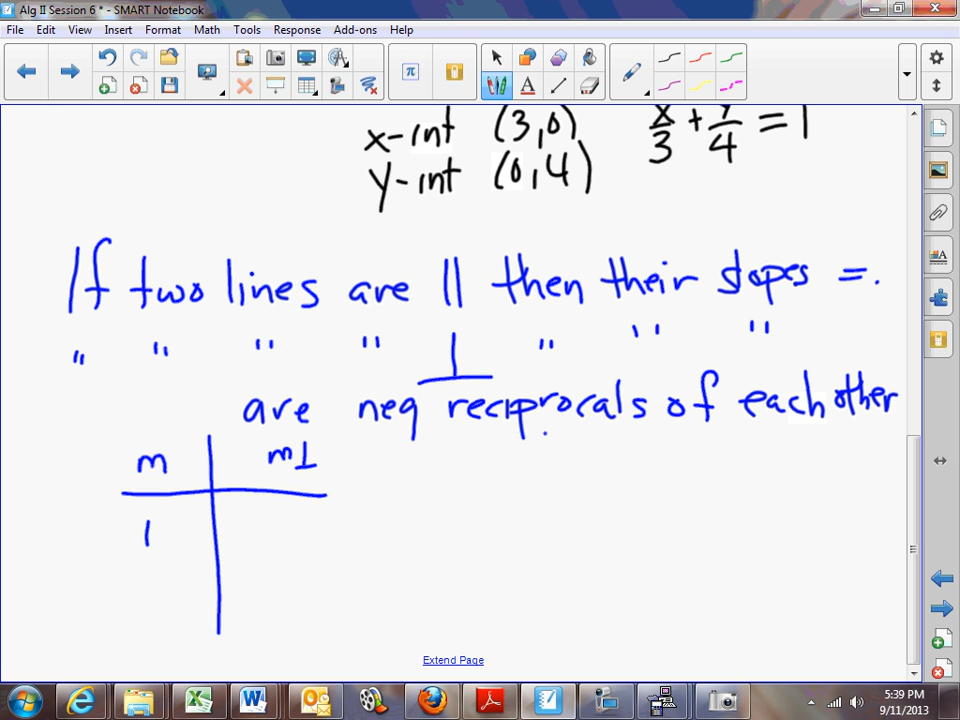 Alg II Session 6 * - SMART Notebook
File Edit View Insert Format Math Tools Response Add-ons Help
x-int (3,0) x/3 + y/4 = 1
y-int (0,4)
If two lines are || then their slopes =.
" " " " ⊥ " " "
are neg reciprocals of each other
m m⊥
1
Extend Page
5:39 PM
9/11/2013